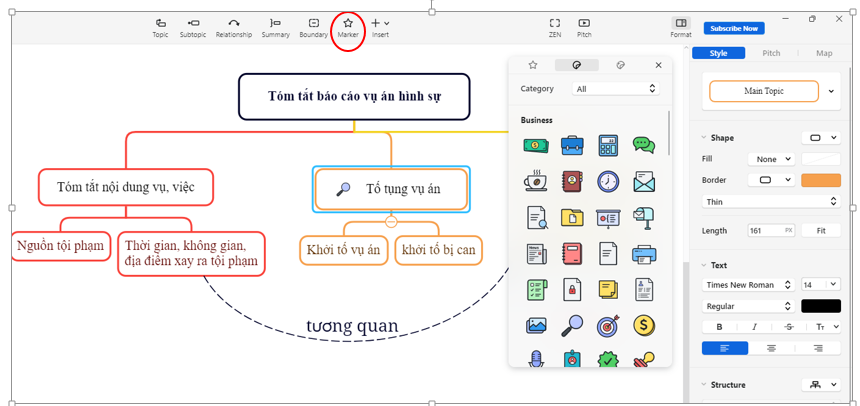 Topic
Subtopic
Relationship
Summary
Boundary
Marker
Insert
ZEN
Pitch
Format
Subscribe Now
Style
Pitch
Map
Category
All
Business
Main Topic
Shape
Fill
None
Border
Thin
Length
161 PX
Fit
Text
Times New Roman
14
Regular
B I S Tт
Structure
Tóm tắt báo cáo vụ án hình sự
Tóm tắt nội dung vụ, việc
Tố tụng vụ án
Nguồn tội phạm
Thời gian, không gian,
địa điểm xay ra tội phạm
Khởi tố vụ án
khởi tố bị can
tương quan